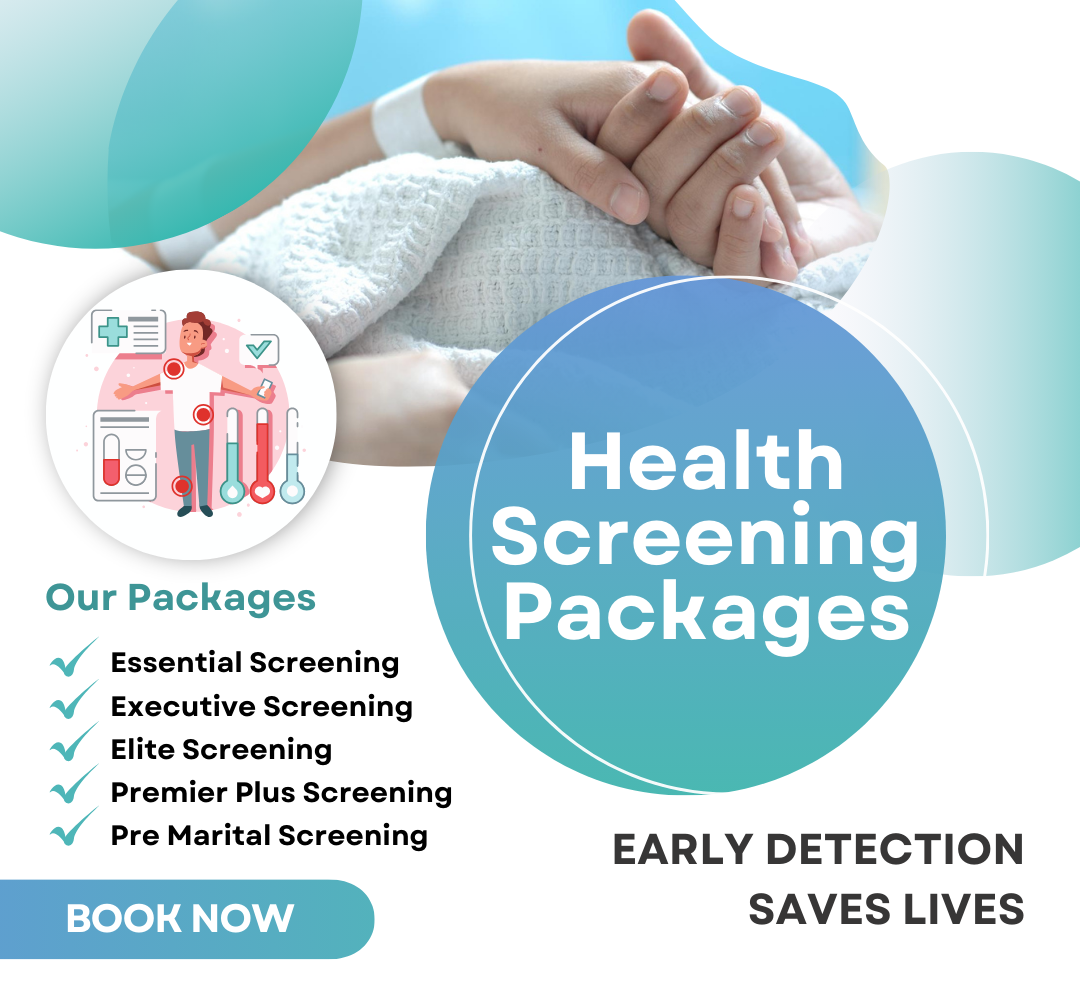 Health
Screening
Packages
Our Packages
Essential Screening
Executive Screening
Elite Screening
Premier Plus Screening
Pre Marital Screening
BOOK NOW
EARLY DETECTION
SAVES LIVES